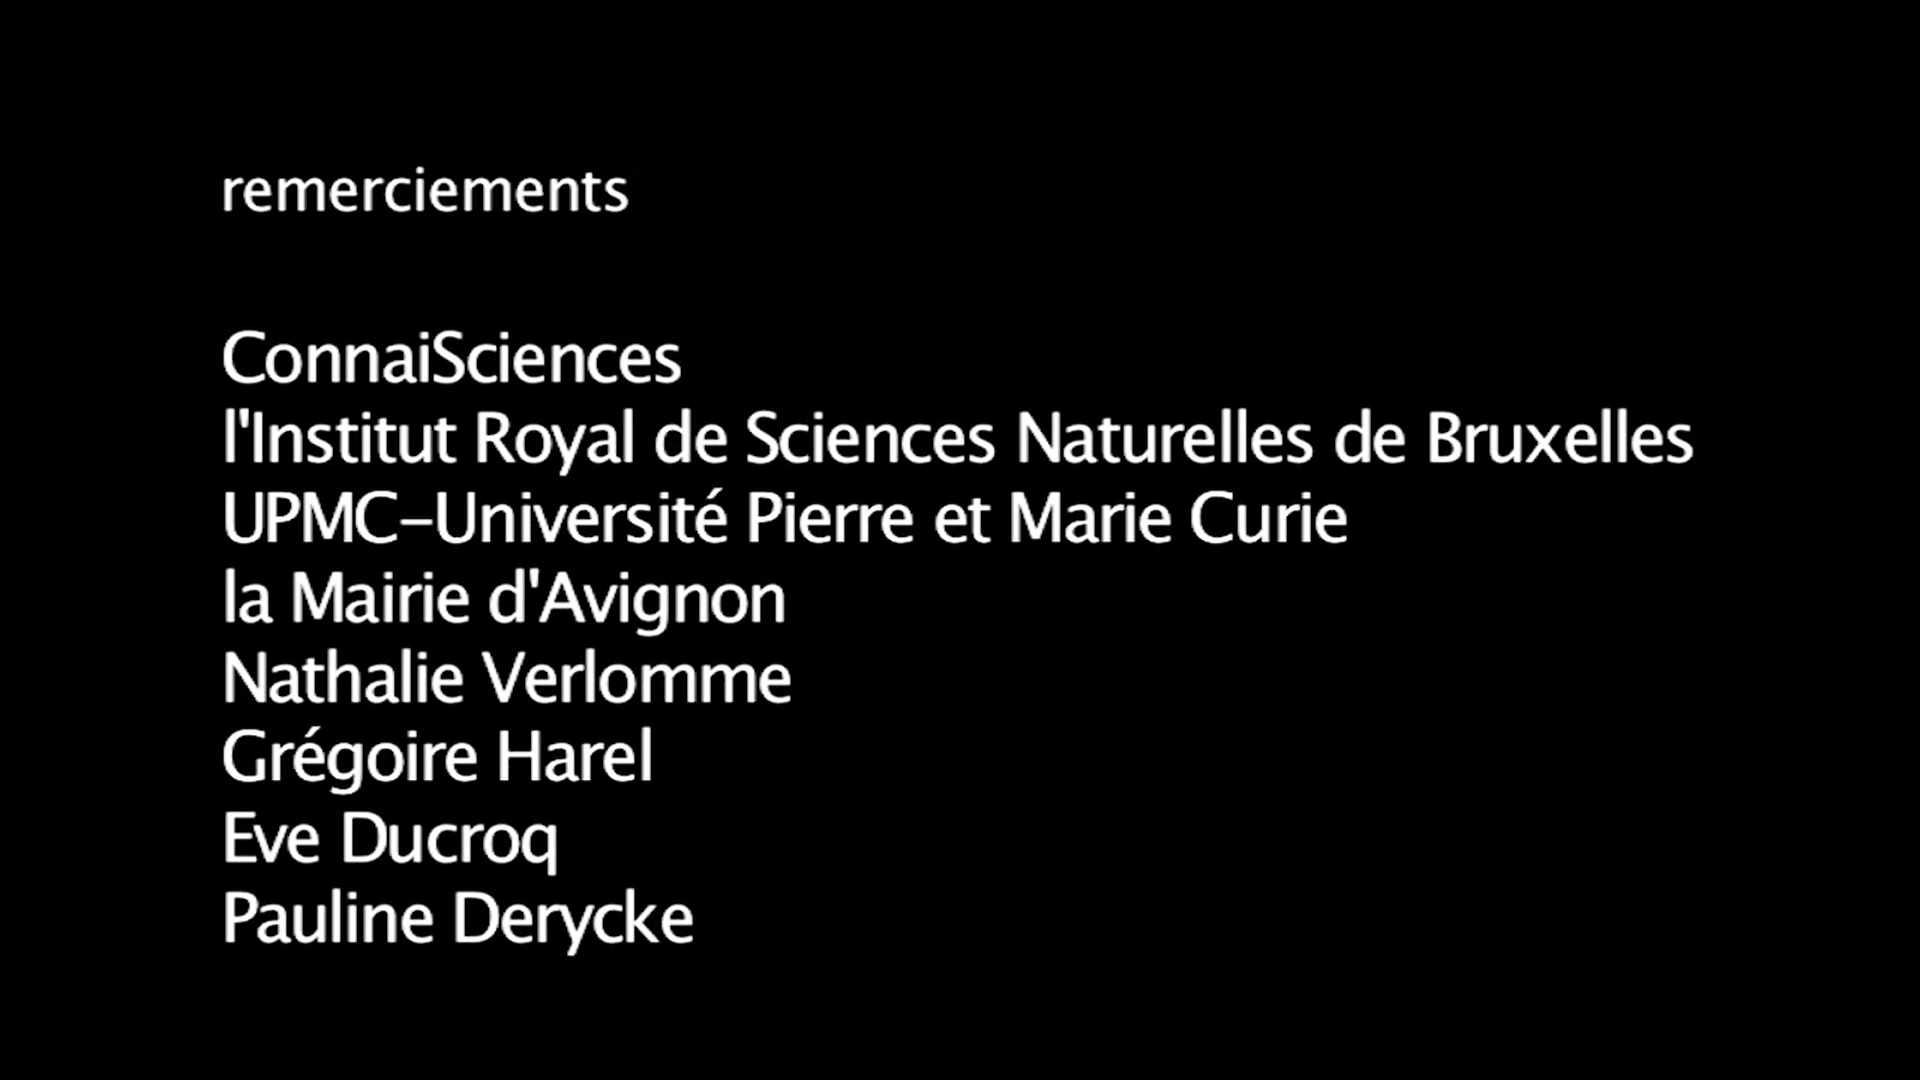 remerciements
ConnaiSciences
l'Institut Royal de Sciences Naturelles de Bruxelles
UPMC-Université Pierre et Marie Curie
la Mairie d'Avignon
Nathalie Verlomme
Grégoire Harel
Eve Ducroq
Pauline Derycke